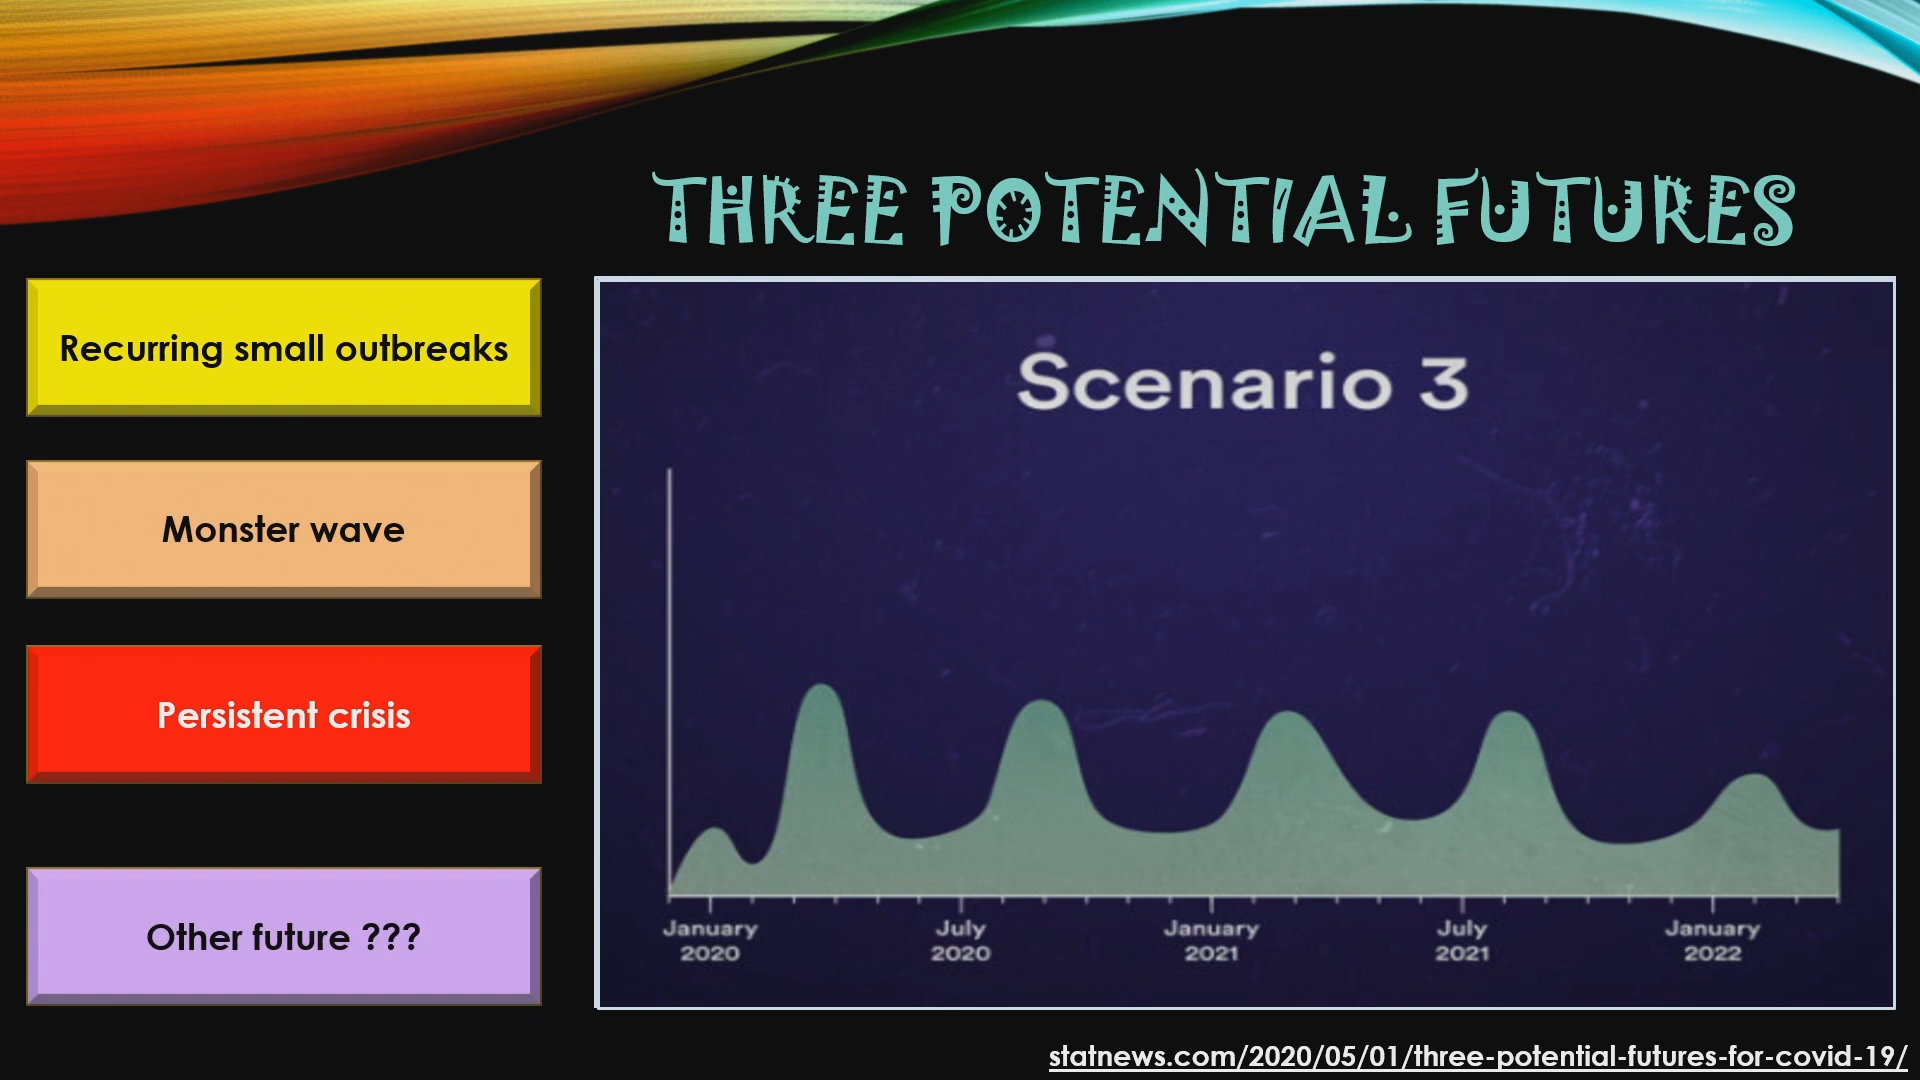 THREE POTENTIAL FUTURES
Recurring small outbreaks
Monster wave
Persistent crisis
Other future ???
Scenario 3
January 2020
July 2020
January 2021
July 2021
January 2022
statnews.com/2020/05/01/three-potential-futures-for-covid-19/